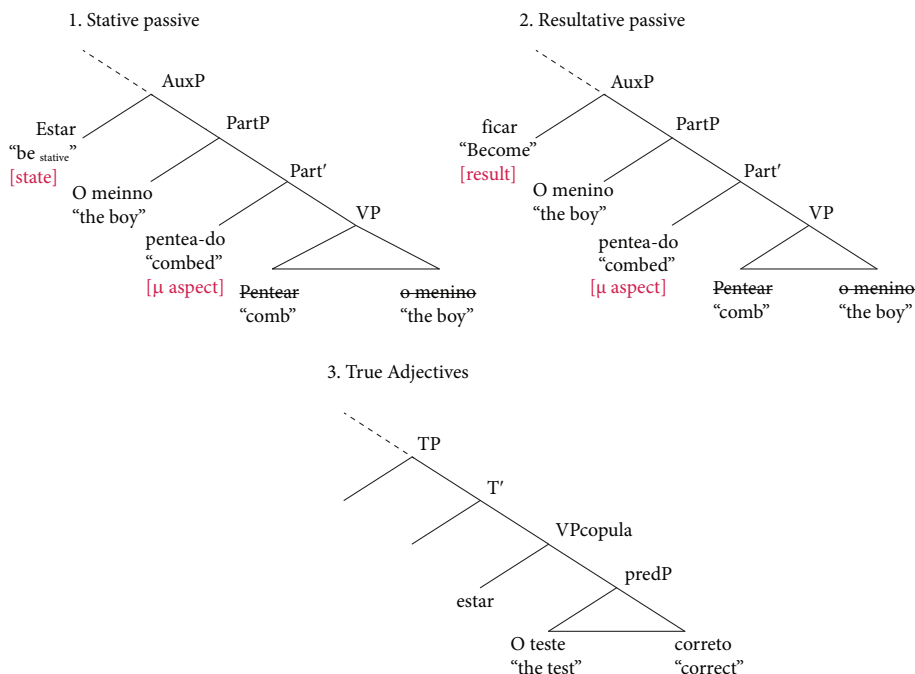 1. Stative passive
AuxP
Estar
“be stative”
[state]
PartP
O meinno
“the boy”
Part′
pentea-do
“combed”
[μ aspect]
VP
Pentear
“comb”
o menino
“the boy”
2. Resultative passive
AuxP
ficar
“Become”
[result]
PartP
O menino
“the boy”
Part′
pentea-do
“combed”
[μ aspect]
VP
Pentear
“comb”
o menino
“the boy”
3. True Adjectives
TP
T′
VPcopula
estar
predP
O teste
“the test”
correto
“correct”